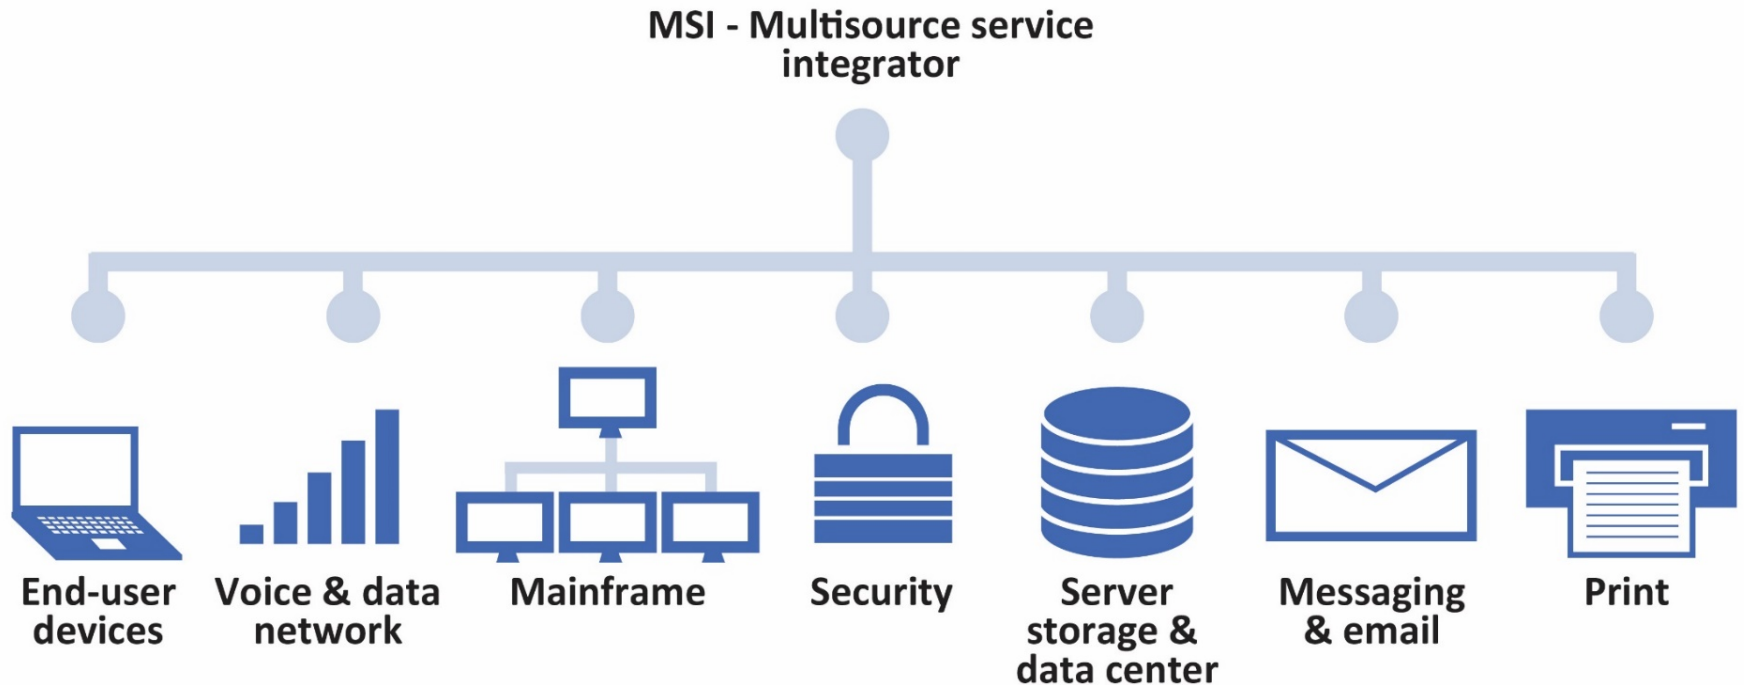 MSI - Multisource service
integrator
End-user
devices
Voice & data
network
Mainframe
Security
Server
storage &
data center
Messaging
& email
Print